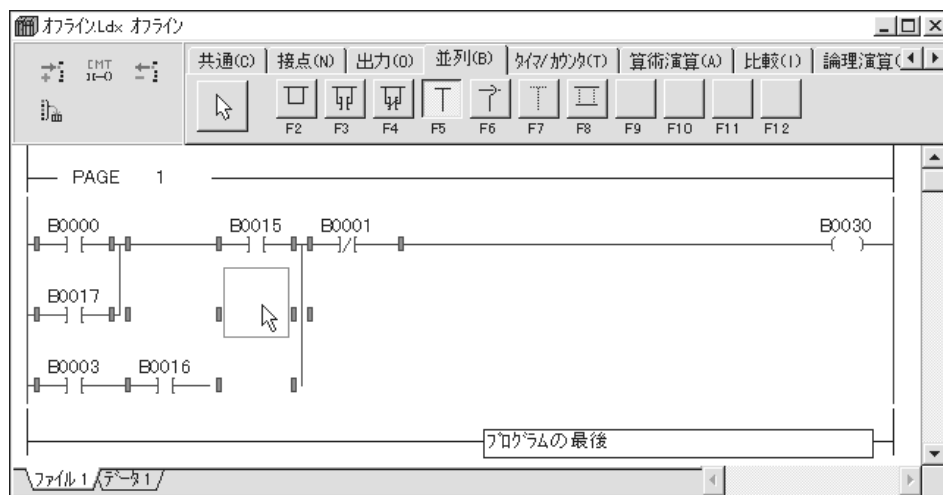 オフライン.Ldx オフライン
CMT
共通(C) 接点(N) 出力(O) 並列(B) タイマ/カウンタ(T) 算術演算(A) 比較(I) 論理演算(
F2 F3 F4 F5 F6 F7 F8 F9 F10 F11 F12
PAGE 1
B0000 B0015 B0001 B0030
B0017
B0003 B0016
プログラムの最後
ファイル 1 データ 1